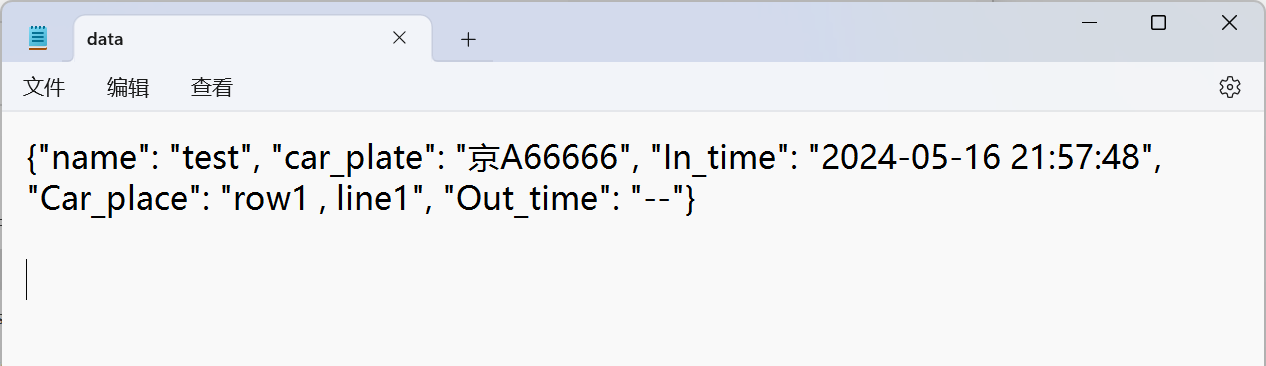 data
文件 编辑 查看
{"name": "test", "car_plate": "京A66666", "In_time": "2024-05-16 21:57:48",
"Car_place": "row1 , line1", "Out_time": "--"}